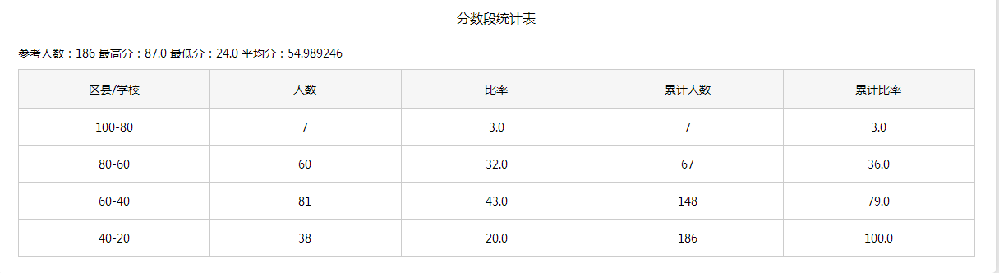 分数段统计表
参考人数：186 最高分：87.0 最低分：24.0 平均分：54.989246
区县/学校 人数 比率 累计人数 累计比率
100-80 7 3.0 7 3.0
80-60 60 32.0 67 36.0
60-40 81 43.0 148 79.0
40-20 38 20.0 186 100.0